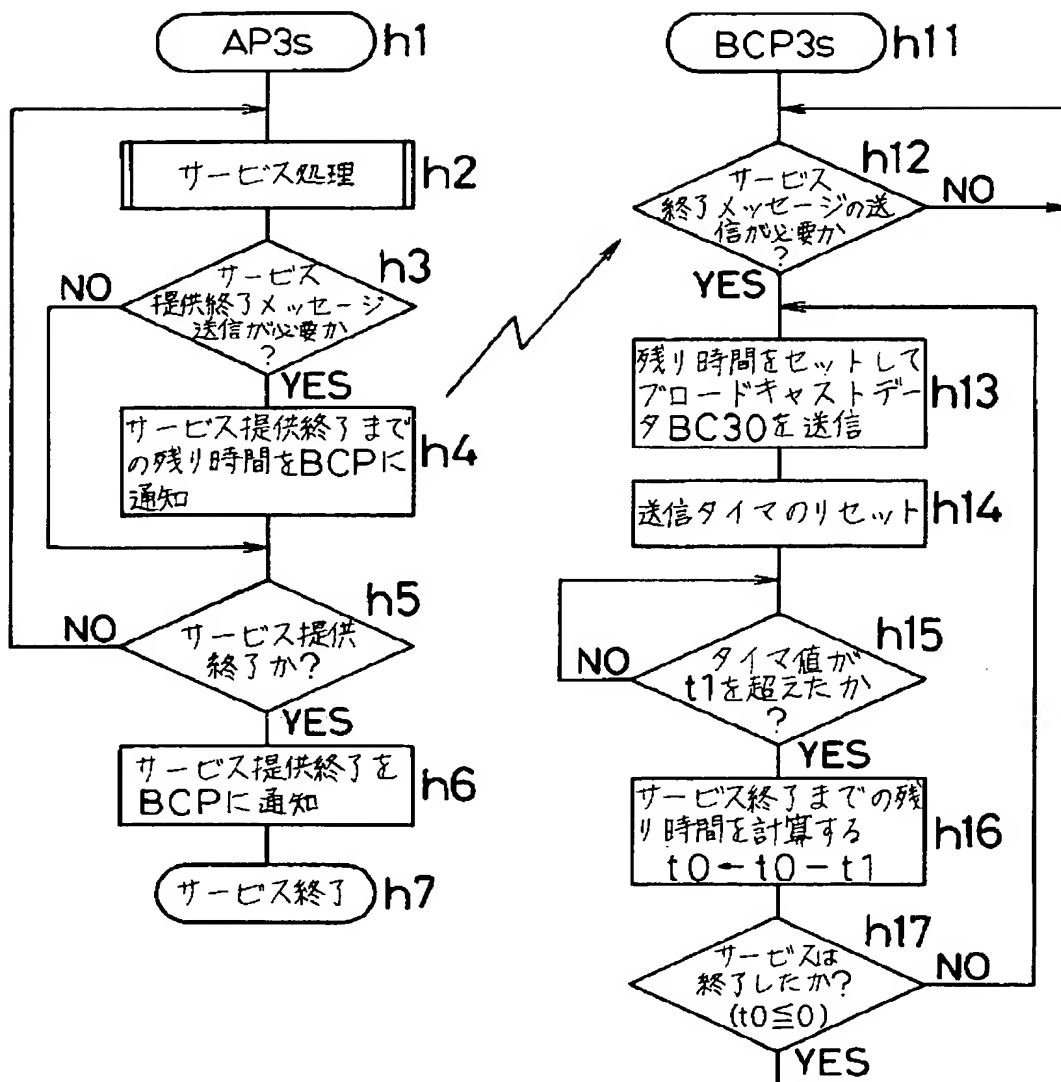 AP3s h1
サービス処理 h2
h3
サービス
提供終了メッセージ
送信が必要か
?
NO
YES
サービス提供終了まで
の残り時間をBCPに
通知
h4
h5
サービス提供
終了か?
NO
YES
サービス提供終了を
BCPに通知
h6
サービス終了 h7
BCP3s h11
h12
サービス
終了メッセージの送
信が必要か
?
NO
YES
残り時間をセットして
ブロードキャストデー
タBC30を送信
h13
送信タイマのリセット h14
h15
タイマ値が
t1を超えたか
?
NO
YES
サービス終了までの残
り時間を計算する
t0←t0-t1
h16
h17
サービスは
終了したか?
(t0≦0)
NO
YES